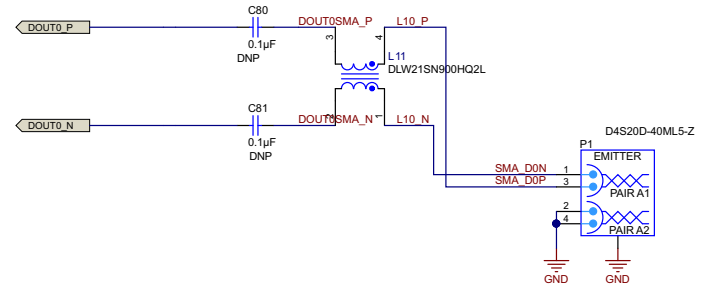 C80
DOUT0SMA_P
L10_P
DOUT0_P
0.1µF
DNP
3
4
L11
DLW21SN900HQ2L
C81
2
1
DOUT0_N
DOUT0SMA_N
L10_N
0.1µF
DNP
D4S20D-40ML5-Z
P1
EMITTER
SMA_D0N
1
SMA_D0P
3
PAIR A1
2
4
PAIR A2
GND
GND